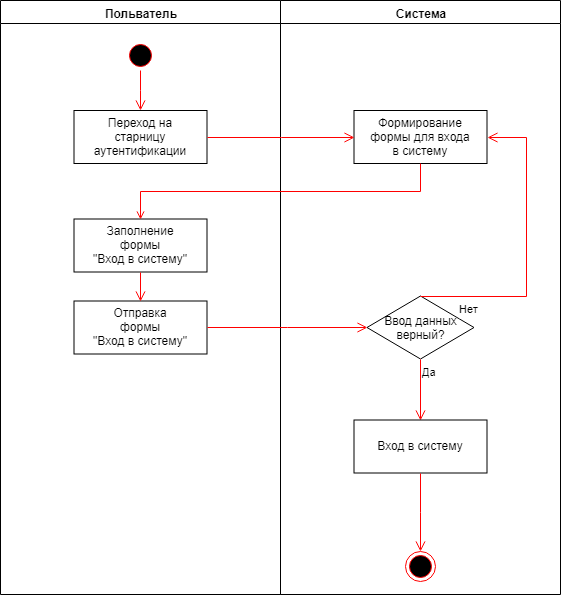 Польватель
Система
Переход на
старницу
аутентификации
Формирование
формы для входа
в систему
Заполнение
формы
"Вход в систему"
Отправка
формы
"Вход в систему"
Ввод данных
верный?
Нет
Да
Вход в систему